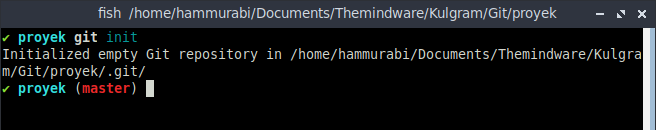 fish /home/hammurabi/Documents/Themindware/Kulgram/Git/proyek
✔ proyek git init
Initialized empty Git repository in /home/hammurabi/Documents/Themindware/Kulgra
m/Git/proyek/.git/
✔ proyek (master)